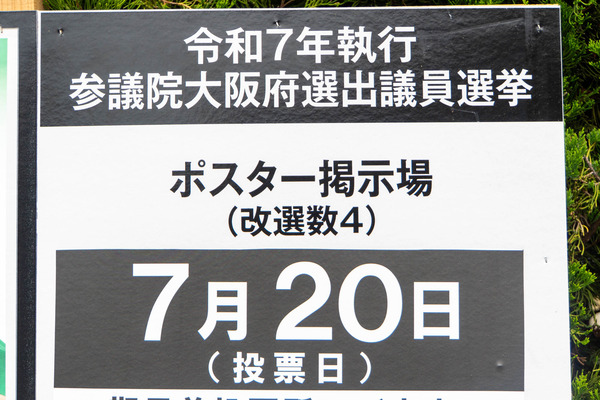 令和7年執行
参議院大阪府選出議員選挙
ポスター掲示場
(改選数4)
7月20日
(投票日)